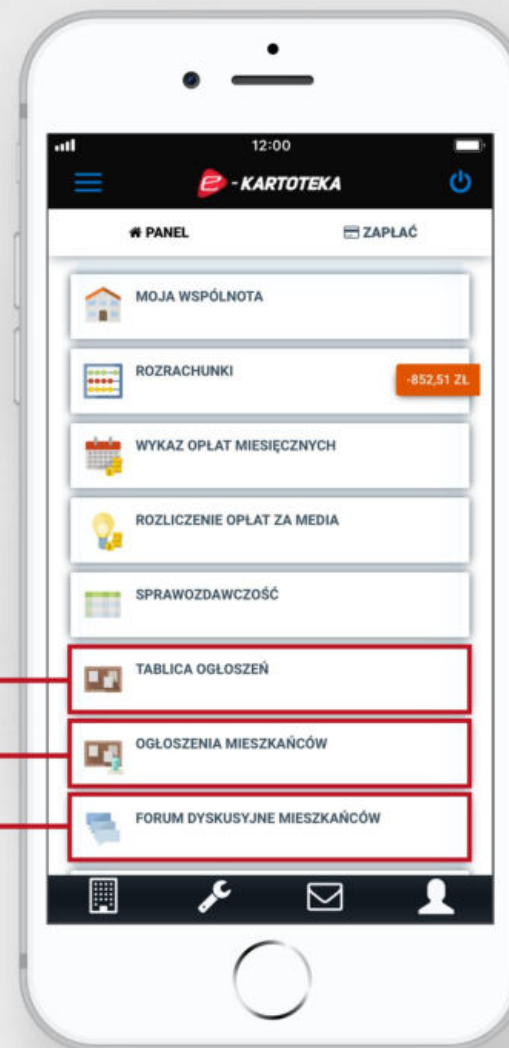 12:00
e - KARTOTEKA
PANEL
ZAPŁAĆ
MOJA WSPÓLNOTA
ROZRACHUNKI
-852,51 ZŁ
WYKAZ OPŁAT MIESIĘCZNYCH
ROZLICZENIE OPŁAT ZA MEDIA
SPRAWOZDAWCZOŚĆ
TABLICA OGŁOSZEŃ
OGŁOSZENIA MIESZKAŃCÓW
FORUM DYSKUSYJNE MIESZKAŃCÓW